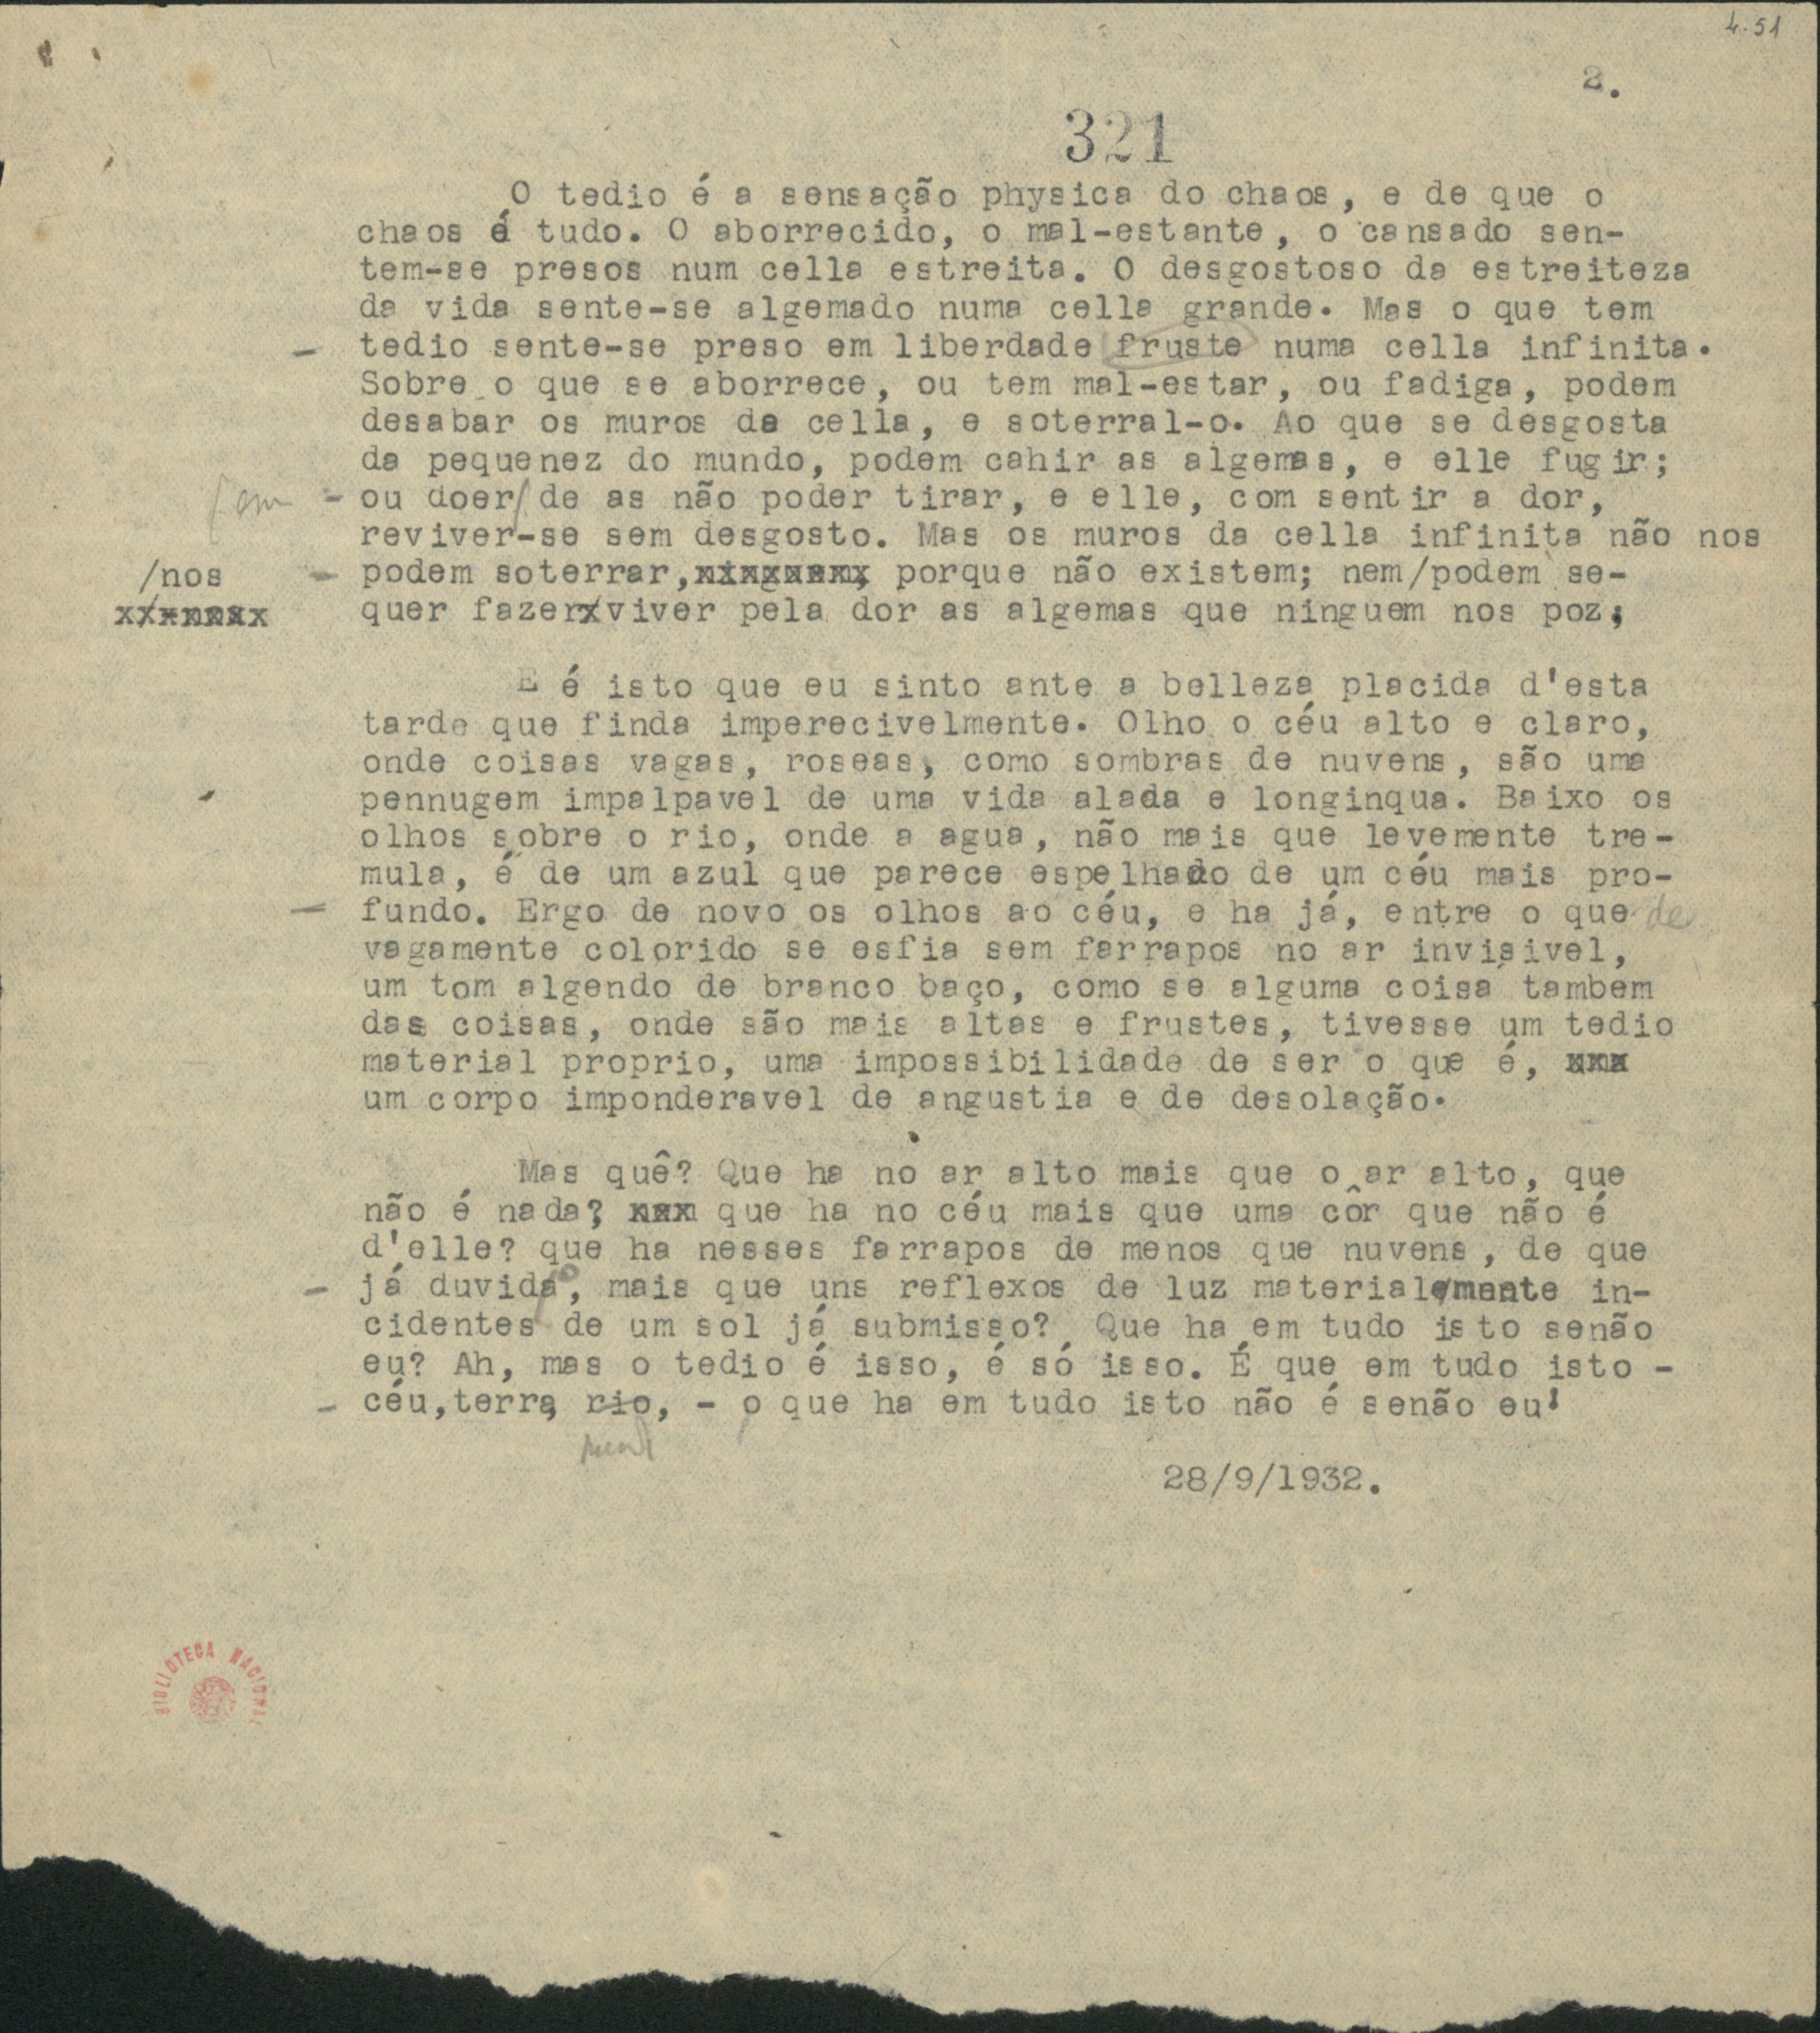 4-51
2.
321
O tedio é a sensação physica do chaos, e de que o
chaos é tudo. O aborrecido, o mal-estante, o cansado sen-
tem-se presos num cella estreita. O desgostoso da estreiteza
da vida sente-se algemado numa cella grande. Mas o que tem
- tedio sente-se preso em liberdade fruste numa cella infinita.
Sobre o que se aborrece, ou tem mal-estar, ou fadiga, podem
desabar os muros da cella, e soterral-o. Ao que se desgosta
da pequenez do mundo, podem cahir as algemas, e elle fugir;
- ou doer/ de as não poder tirar, e elle, com sentir a dor,
reviver-se sem desgosto. Mas os muros da cella infinita não nos
/nos - podem soterrar, porque não existem; nem/podem se-
quer fazer viver pela dor as algemas que ninguem nos poz;
E é isto que eu sinto ante a belleza placida d'esta
tarde que finda imperecivelmente. Olho o céu alto e claro,
onde coisas vagas, roseas, como sombras de nuvens, são uma
pennugem impalpavel de uma vida alada e longinqua. Baixo os
olhos sobre o rio, onde a agua, não mais que levemente tre-
mula, é de um azul que parece espelhado de um céu mais pro-
- fundo. Ergo de novo os olhos ao céu, e ha já, entre o que de
vagamente colorido se esfia sem farrapos no ar invisivel,
um tom algendo de branco baço, como se alguma coisa tambem
das coisas, onde são mais altas e frustes, tivesse um tedio
material proprio, uma impossibilidade de ser o que é, uma
um corpo imponderavel de angustia e de desolação.
Mas quê? Que ha no ar alto mais que o ar alto, que
não é nada? que ha no céu mais que uma côr que não é
d'elle? que ha nesses farrapos de menos que nuvens, de que
- já duvido, mais que uns reflexos de luz materialmente in-
cidentes de um sol já submisso? Que ha em tudo isto senão
eu? Ah, mas o tedio é isso, é só isso. É que em tudo isto -
- céu, terra, rio, - o que ha em tudo isto não é senão eu!
28/9/1932.
BIBLIOTECA NACIONAL